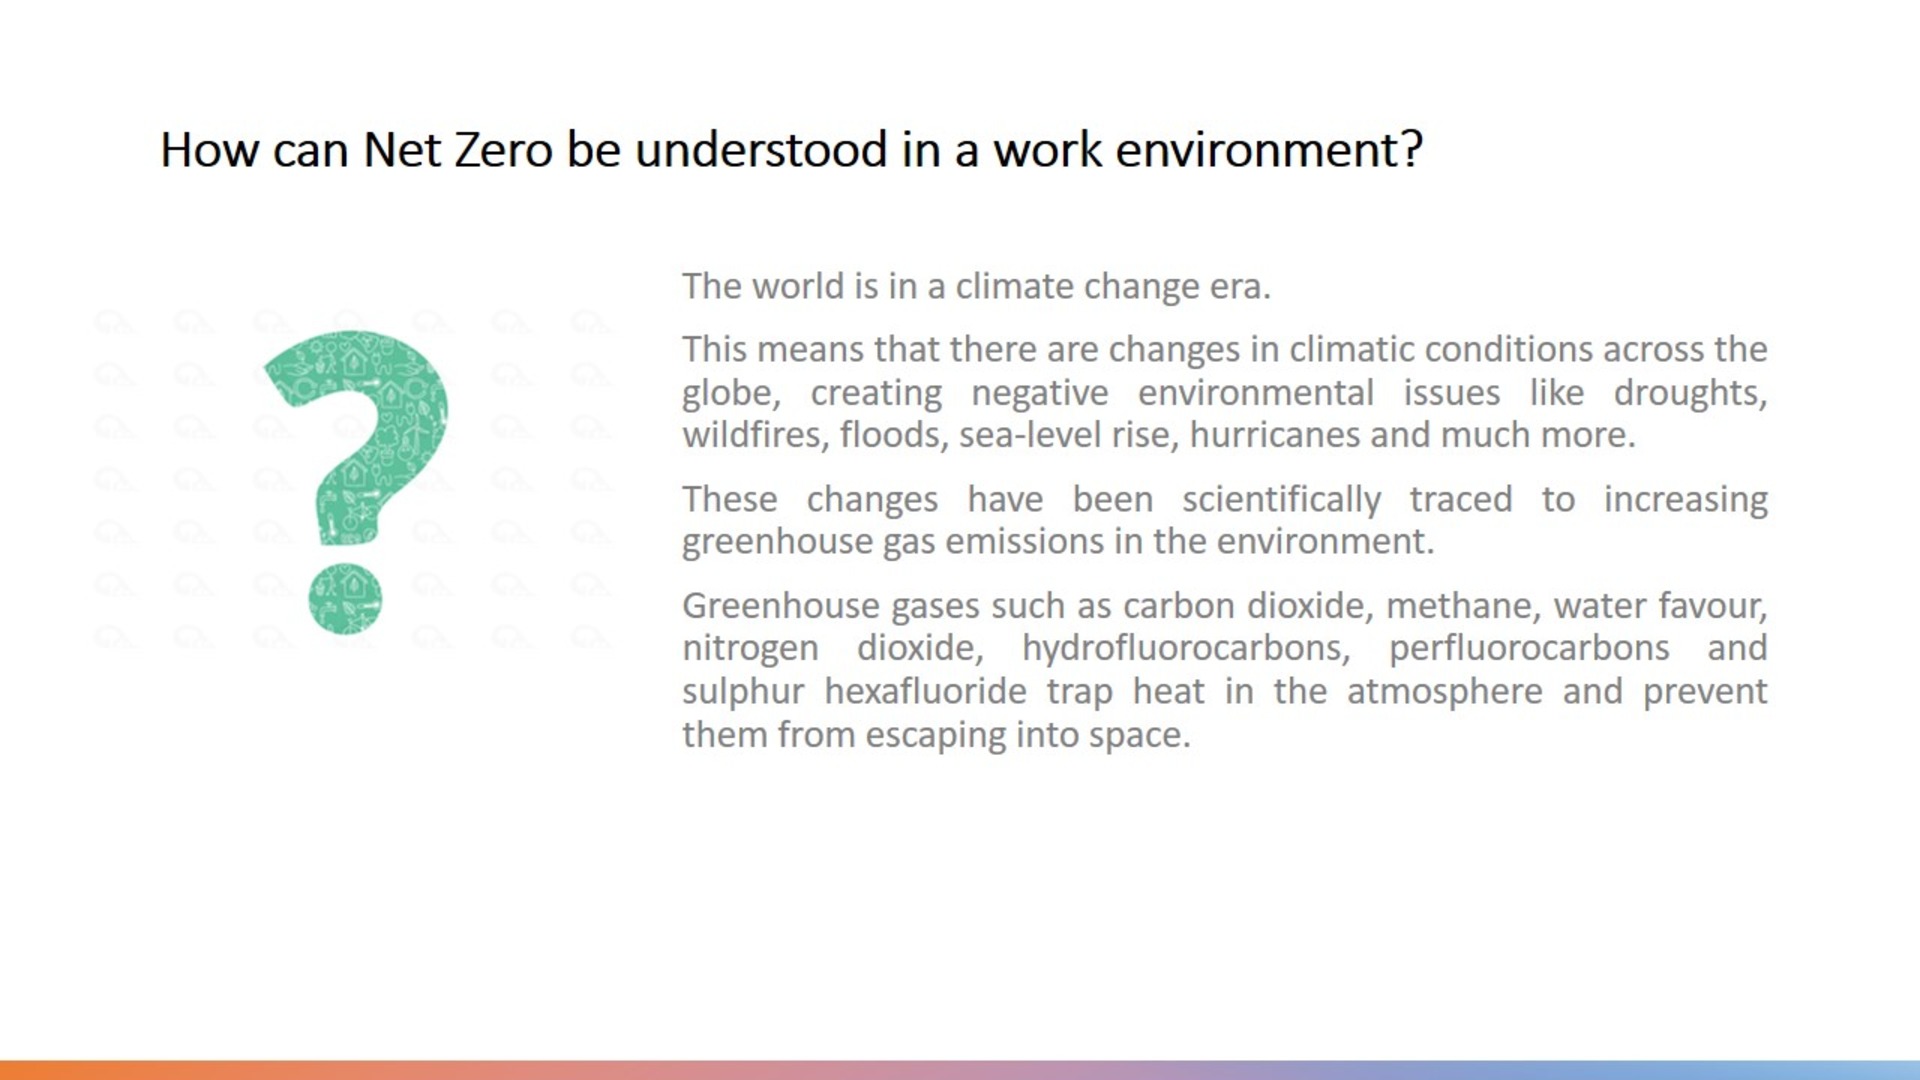 How can Net Zero be understood in a work environment?
The world is in a climate change era.
This means that there are changes in climatic conditions across the
globe, creating negative environmental issues like droughts,
wildfires, floods, sea-level rise, hurricanes and much more.
These changes have been scientifically traced to increasing
greenhouse gas emissions in the environment.
Greenhouse gases such as carbon dioxide, methane, water favour,
nitrogen dioxide, hydrofluorocarbons, perfluorocarbons and
sulphur hexafluoride trap heat in the atmosphere and prevent
them from escaping into space.